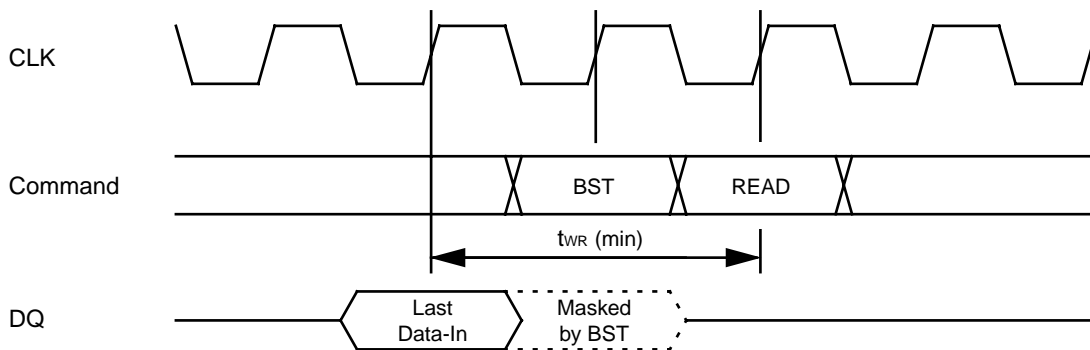 CLK
Command
BST
READ
tWR (min)
DQ
Last
Data-In
Masked
by BST